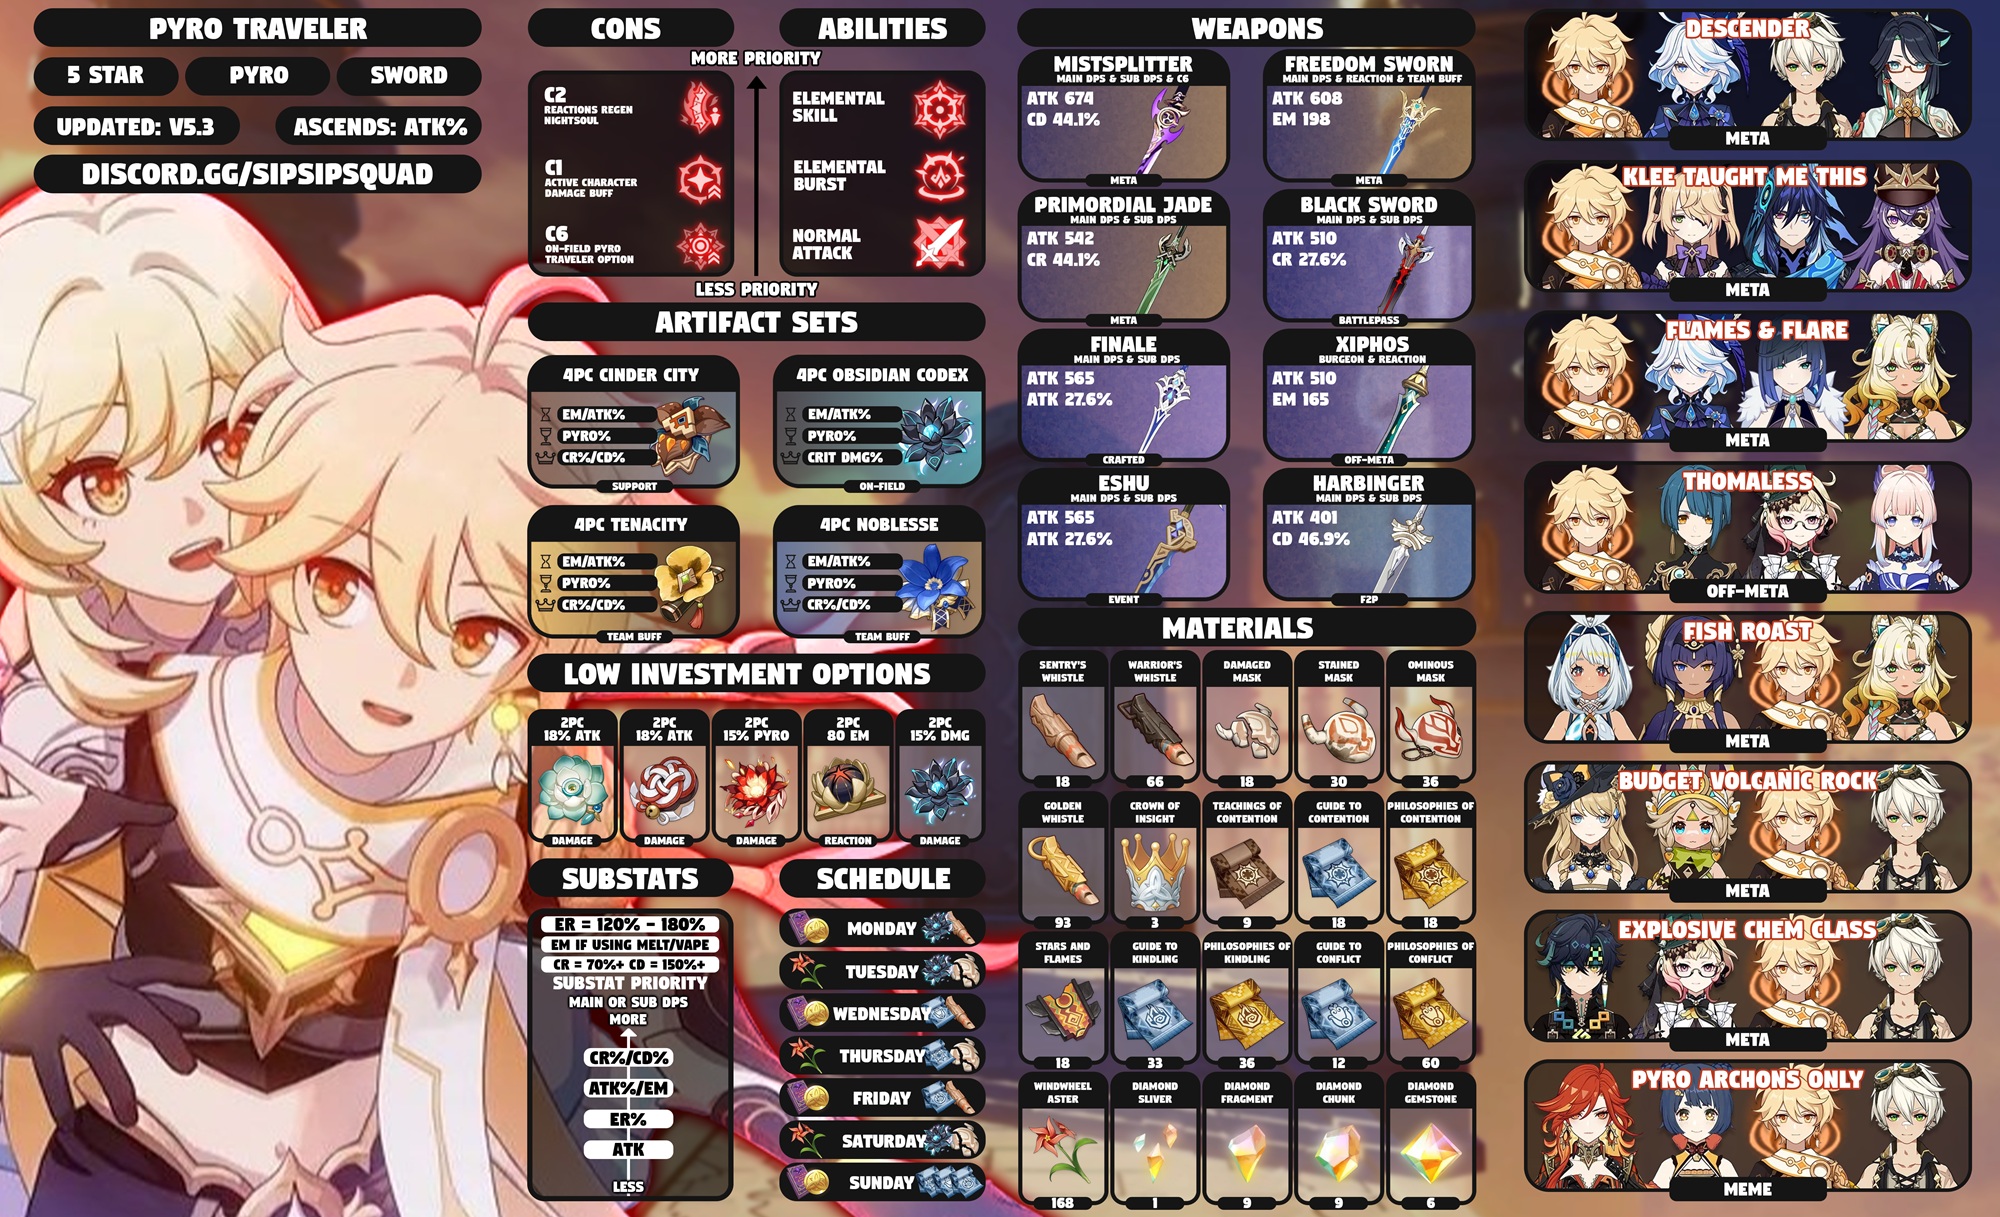 PYRO TRAVELER
5 STAR
PYRO
SWORD
UPDATED: V5.3
ASCENDS: ATK%
DISCORD.GG/SIPSIPSQUAD
CONS
ABILITIES
MORE PRIORITY
C2
REACTIONS REGEN
NIGHTSOUL
C1
ACTIVE CHARACTER
DAMAGE BUFF
C6
ON-FIELD PYRO
TRAVELER OPTION
ELEMENTAL
SKILL
ELEMENTAL
BURST
NORMAL
ATTACK
LESS PRIORITY
ARTIFACT SETS
4PC CINDER CITY
EM/ATK%
PYRO%
CR%/CD%
SUPPORT
4PC OBSIDIAN CODEX
EM/ATK%
PYRO%
CRIT DMG%
ON-FIELD
4PC TENACITY
EM/ATK%
PYRO%
CR%/CD%
TEAM BUFF
4PC NOBLESSE
EM/ATK%
PYRO%
CR%/CD%
TEAM BUFF
LOW INVESTMENT OPTIONS
2PC
18% ATK
DAMAGE
2PC
18% ATK
DAMAGE
2PC
15% PYRO
DAMAGE
2PC
80 EM
REACTION
2PC
15% DMG
DAMAGE
SUBSTATS
ER = 120% - 180%
EM IF USING MELT/VAPE
CR = 70%+ CD = 150%+
SUBSTAT PRIORITY
MAIN OR SUB DPS
MORE
CR%/CD%
ATK%/EM
ER%
ATK
LESS
SCHEDULE
MONDAY
TUESDAY
WEDNESDAY
THURSDAY
FRIDAY
SATURDAY
SUNDAY
WEAPONS
MISTSPLITTER
MAIN DPS & SUB DPS & C6
ATK 674
CD 44.1%
META
FREEDOM SWORN
MAIN DPS & REACTION & TEAM BUFF
ATK 608
EM 198
META
PRIMORDIAL JADE
MAIN DPS & SUB DPS
ATK 542
CR 44.1%
META
BLACK SWORD
MAIN DPS & SUB DPS
ATK 510
CR 27.6%
BATTLEPASS
FINALE
MAIN DPS & SUB DPS
ATK 565
ATK 27.6%
CRAFTED
XIPHOS
BURGEON & REACTION
ATK 510
EM 165
OFF-META
ESHU
MAIN DPS & SUB DPS
ATK 565
ATK 27.6%
EVENT
HARBINGER
MAIN DPS & SUB DPS
ATK 401
CD 46.9%
F2P
MATERIALS
SENTRY'S
WHISTLE
18
WARRIOR'S
WHISTLE
66
DAMAGED
MASK
18
STAINED
MASK
30
OMINOUS
MASK
36
GOLDEN
WHISTLE
93
CROWN OF
INSIGHT
3
TEACHINGS OF
CONTENTION
9
GUIDE TO
CONTENTION
18
PHILOSOPHIES OF
CONTENTION
18
STARS AND
FLAMES
18
GUIDE TO
KINDLING
33
PHILOSOPHIES OF
KINDLING
36
GUIDE TO
CONFLICT
12
PHILOSOPHIES OF
CONFLICT
60
WINDWHEEL
ASTER
168
DIAMOND
SLIVER
1
DIAMOND
FRAGMENT
9
DIAMOND
CHUNK
9
DIAMOND
GEMSTONE
6
DESCENDER
META
KLEE TAUGHT ME THIS
META
FLAMES & FLARE
META
THOMALESS
OFF-META
FISH ROAST
META
BUDGET VOLCANIC ROCK
META
EXPLOSIVE CHEM CLASS
META
PYRO ARCHONS ONLY
MEME